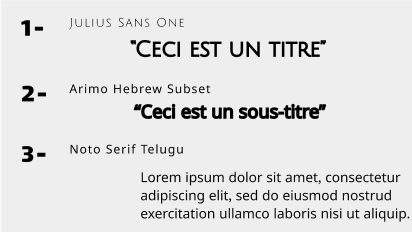 1- Julius Sans One
“Ceci est un titre”
2- Arimo Hebrew Subset
“Ceci est un sous-titre”
3- Noto Serif Telugu
Lorem ipsum dolor sit amet, consectetur
adipiscing elit, sed do eiusmod nostrud
exercitation ullamco laboris nisi ut aliquip.